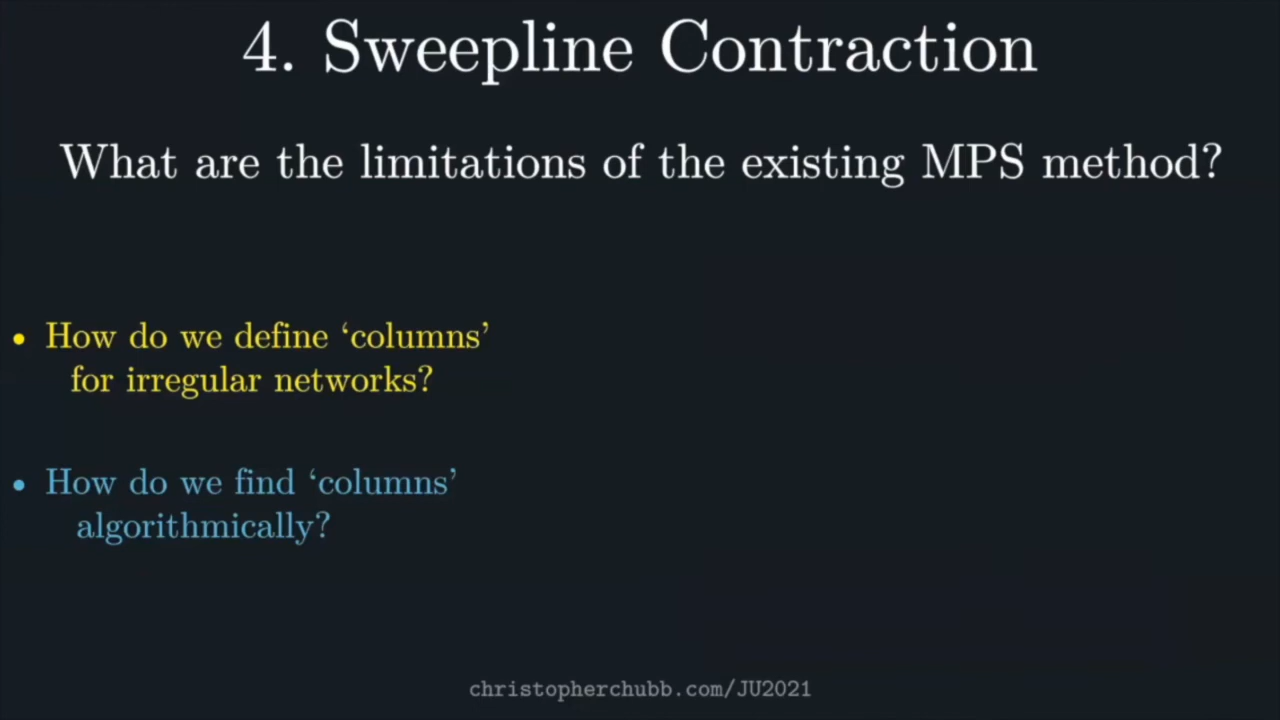 4. Sweepline Contraction
What are the limitations of the existing MPS method?
• How do we define ‘columns’
for irregular networks?
• How do we find ‘columns’
algorithmically?
christopherchubb.com/JU2021